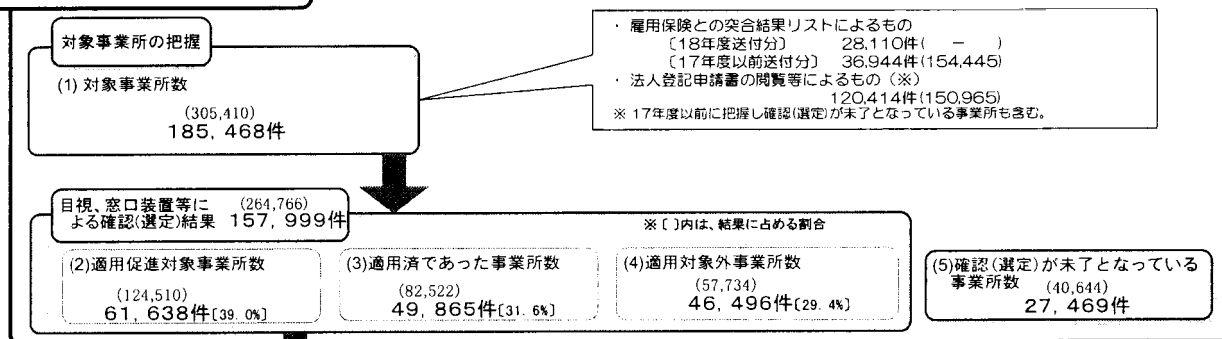 対象事業所の把握
(1) 対象事業所数
(305,410)
185,468件
・ 雇用保険との突合結果リストによるもの
〔18年度送付分〕 28,110件( － )
〔17年度以前送付分〕 36,944件(154,445)
・ 法人登記申請書の閲覧等によるもの（※）
120,414件(150,965)
※ 17年度以前に把握し確認(選定)が未了となっている事業所も含む。
目視、窓口装置等に (264,766)
よる確認(選定)結果 157,999件
※〔 〕内は、結果に占める割合
(2)適用促進対象事業所数
(124,510)
61,638件〔39.0%〕
(3)適用済であった事業所数
(82,522)
49,865件〔31.6%〕
(4)適用対象外事業所数
(57,734)
46,496件〔29.4%〕
(5)確認(選定)が未了となっている
事業所数 (40,644)
27,469件